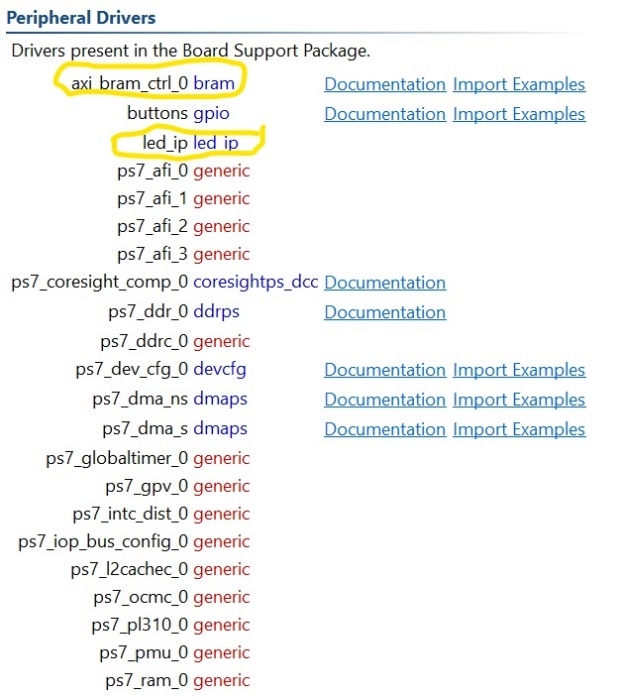 Peripheral Drivers
Drivers present in the Board Support Package.
axi_bram_ctrl_0 bram Documentation Import Examples
buttons gpio Documentation Import Examples
led_ip led_ip
ps7_afi_0 generic
ps7_afi_1 generic
ps7_afi_2 generic
ps7_afi_3 generic
ps7_coresight_comp_0 coresightps_dcc Documentation
ps7_ddr_0 ddrps Documentation
ps7_ddrc_0 generic
ps7_dev_cfg_0 devcfg Documentation Import Examples
ps7_dma_ns dmaps Documentation Import Examples
ps7_dma_s dmaps Documentation Import Examples
ps7_globaltimer_0 generic
ps7_gpv_0 generic
ps7_intc_dist_0 generic
ps7_iop_bus_config_0 generic
ps7_l2cachec_0 generic
ps7_ocmc_0 generic
ps7_pl310_0 generic
ps7_pmu_0 generic
ps7_ram_0 generic